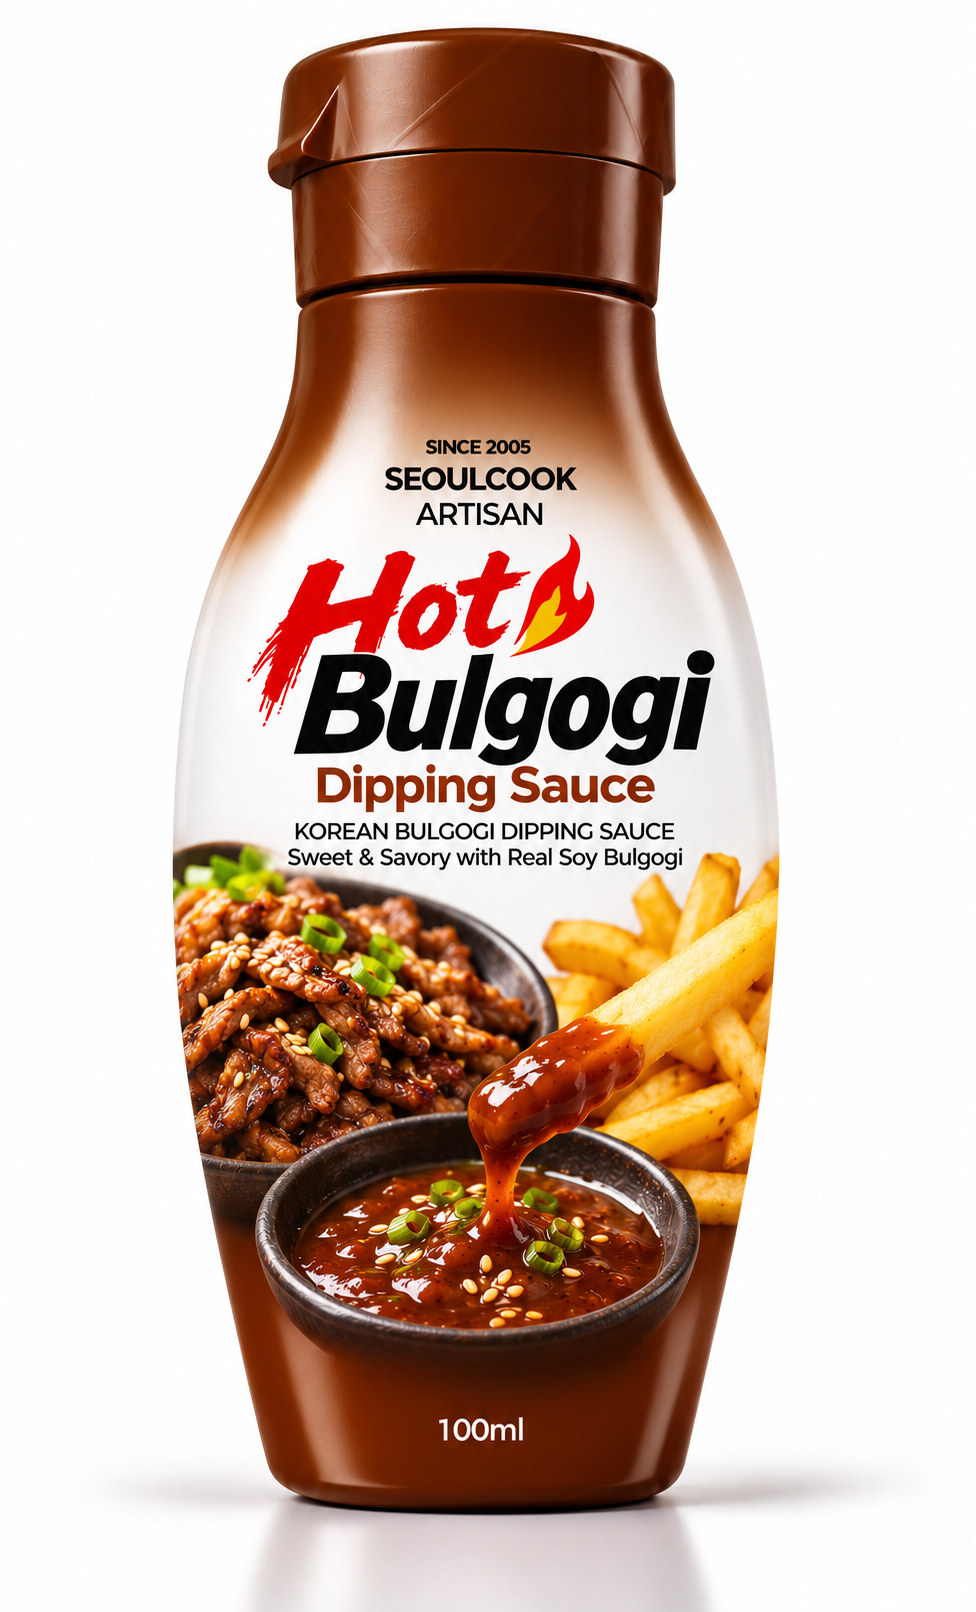 SINCE 2005
SEOULCOOK
ARTISAN
Hot
Bulgogi
Dipping Sauce
KOREAN BULGOGI DIPPING SAUCE
Sweet & Savory with Real Soy Bulgogi
100ml